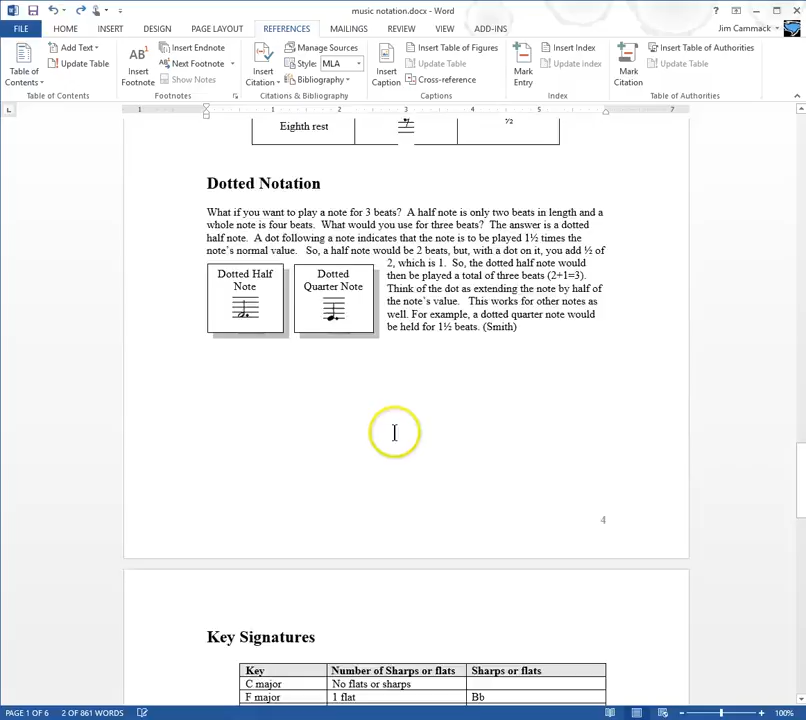 music notation.docx - Word
FILE HOME INSERT DESIGN PAGE LAYOUT REFERENCES MAILINGS REVIEW VIEW ADD-INS Jim Cammack
Table of Contents
Add Text
Update Table
Table of Contents
AB¹
Insert Footnote
Insert Endnote
Next Footnote
Show Notes
Footnotes
Insert Citation
Manage Sources
Style: MLA
Bibliography
Citations & Bibliography
Insert Caption
Insert Table of Figures
Update Table
Cross-reference
Captions
Mark Entry
Insert Index
Update Index
Index
Mark Citation
Insert Table of Authorities
Update Table
Table of Authorities
1 1 2 3 4 5 7
Eighth rest ½
Dotted Notation
What if you want to play a note for 3 beats? A half note is only two beats in length and a
whole note is four beats. What would you use for three beats? The answer is a dotted
half note. A dot following a note indicates that the note is to be played 1½ times the
note's normal value. So, a half note would be 2 beats, but, with a dot on it, you add ½ of
2, which is 1. So, the dotted half note would
then be played a total of three beats (2+1=3).
Think of the dot as extending the note by half of
the note's value. This works for other notes as
well. For example, a dotted quarter note would
be held for 1½ beats. (Smith)
Dotted Half
Note
Dotted
Quarter Note
4
Key Signatures
Key Number of Sharps or flats Sharps or flats
C major No flats or sharps
F major 1 flat Bb
PAGE 1 OF 6 2 OF 861 WORDS 100%